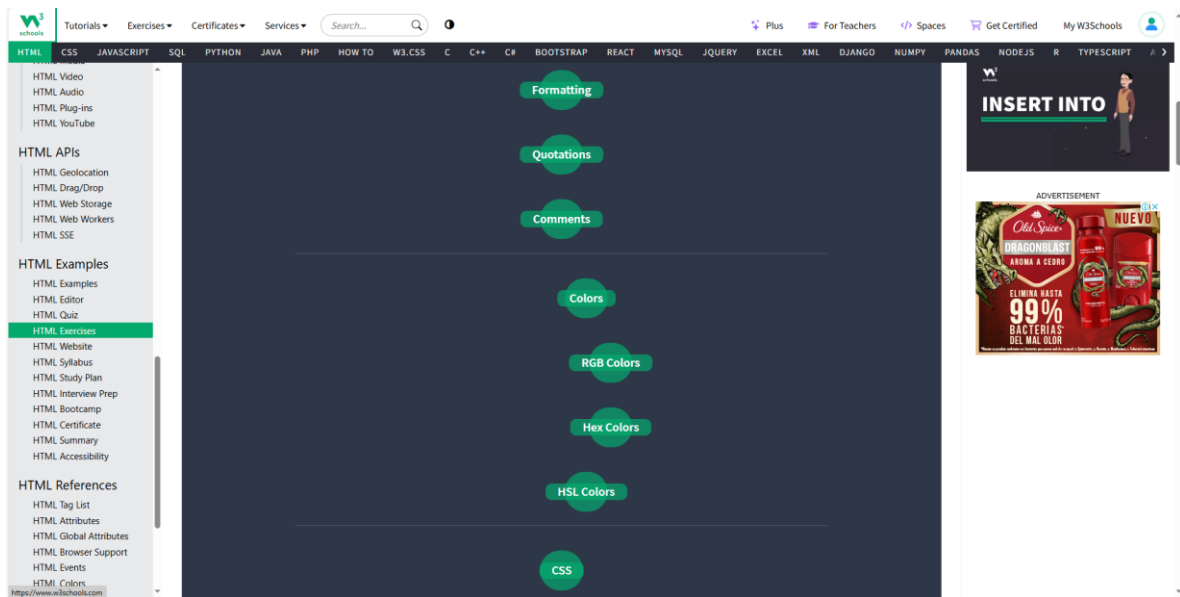 W3 schools
Tutorials Exercises Certificates Services Search... Plus For Teachers Spaces Get Certified My W3Schools
HTML CSS JAVASCRIPT SQL PYTHON JAVA PHP HOW TO W3.CSS C C++ C# BOOTSTRAP REACT MYSQL JQUERY EXCEL XML DJANGO NUMPY PANDAS NODEJS R TYPESCRIPT
HTML Media
HTML Video
HTML Audio
HTML Plug-ins
HTML YouTube
HTML APIs
HTML Geolocation
HTML Drag/Drop
HTML Web Storage
HTML Web Workers
HTML SSE
HTML Examples
HTML Examples
HTML Editor
HTML Quiz
HTML Exercises
HTML Website
HTML Syllabus
HTML Study Plan
HTML Interview Prep
HTML Bootcamp
HTML Certificate
HTML Summary
HTML Accessibility
HTML References
HTML Tag List
HTML Attributes
HTML Global Attributes
HTML Browser Support
HTML Events
HTML Colors
https://www.w3schools.com
Formatting
Quotations
Comments
Colors
RGB Colors
Hex Colors
HSL Colors
CSS
W3 schools
INSERT INTO
ADVERTISEMENT
NUEVO
Old Spice
DRAGONBLAST
AROMA A CEDRO
ELIMINA HASTA
99%
BACTERIAS*
DEL MAL OLOR